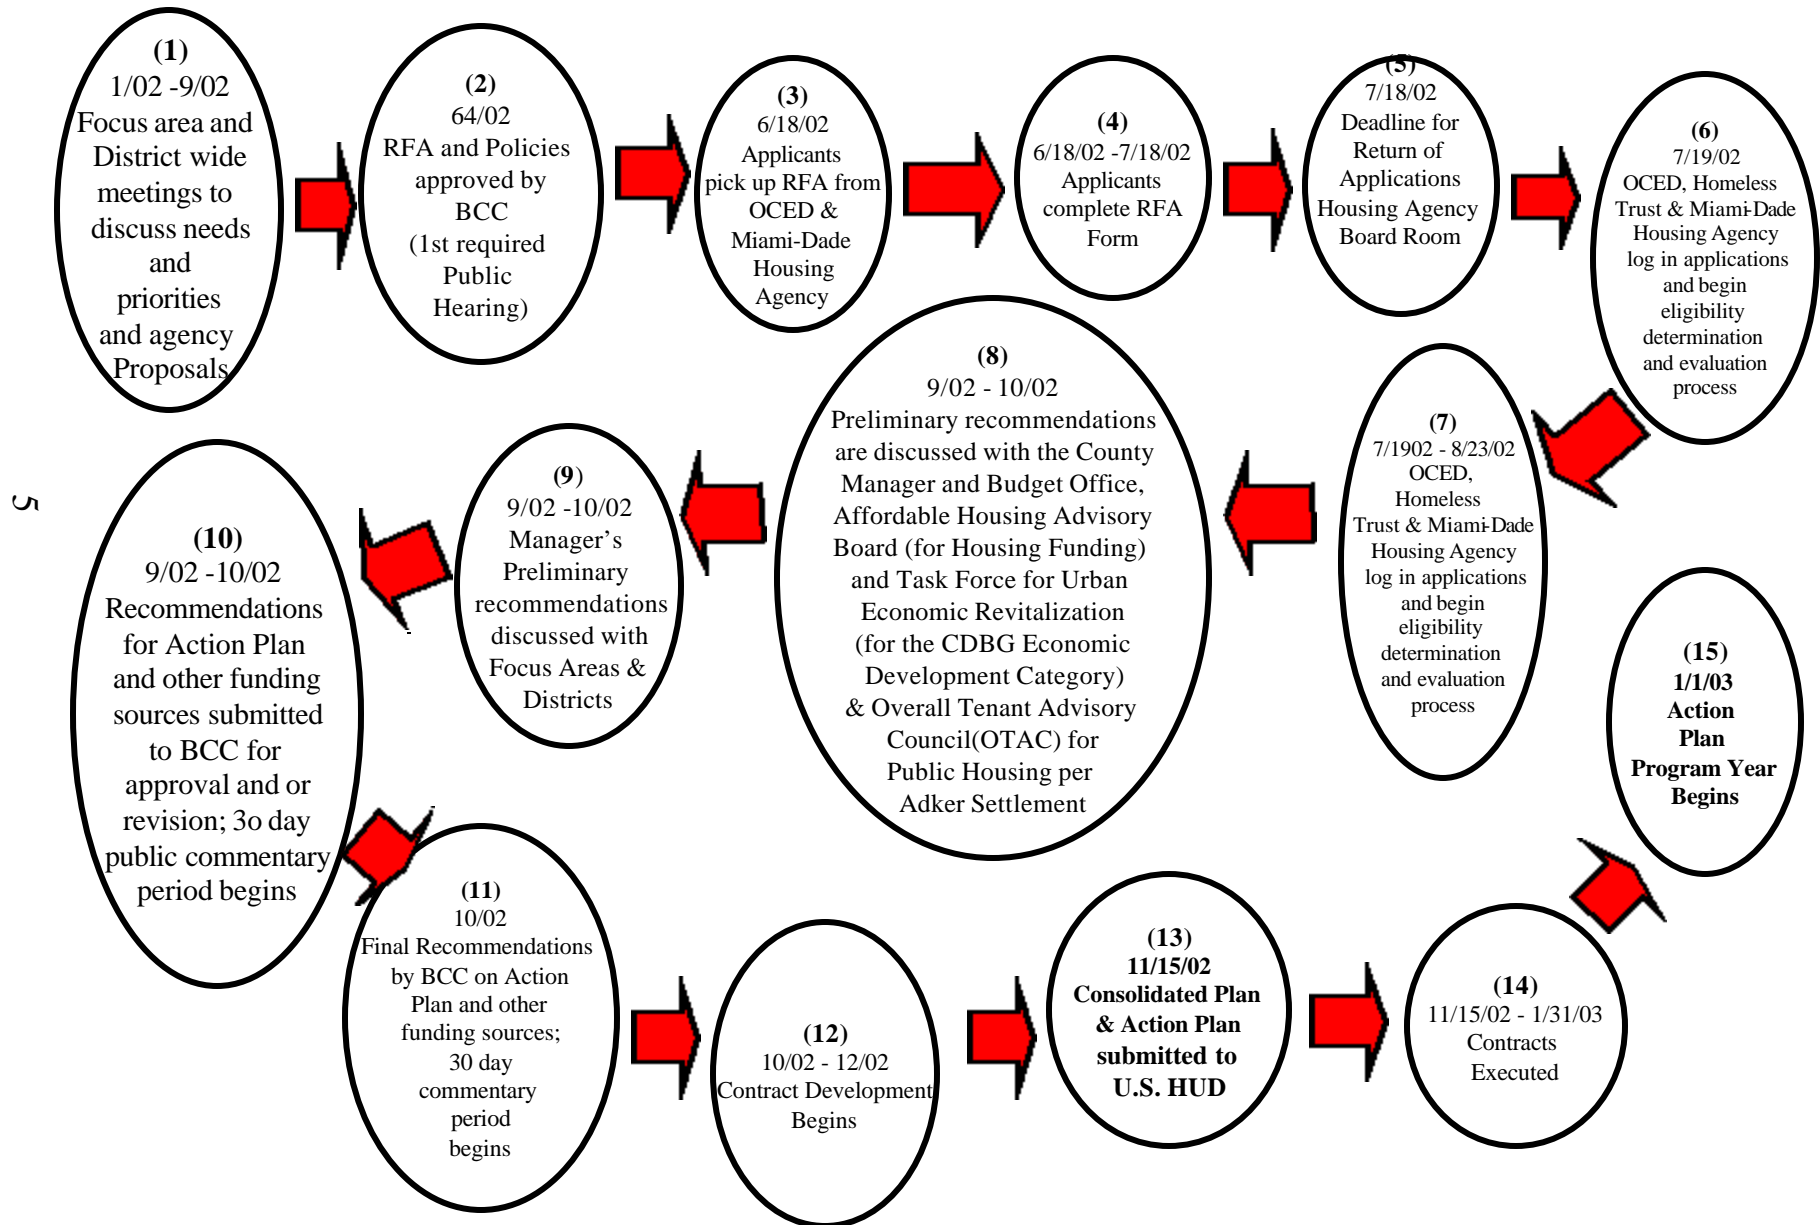 (1)
1/02 -9/02
Focus area and
District wide
meetings to
discuss needs
and
priorities
and agency
Proposals
(2)
64/02
RFA and Policies
approved by
BCC
(1st required
Public
Hearing)
(3)
6/18/02
Applicants
pick up RFA from
OCED &
Miami-Dade
Housing
Agency
(4)
6/18/02 -7/18/02
Applicants
complete RFA
Form
(5)
7/18/02
Deadline for
Return of
Applications
Housing Agency
Board Room
(6)
7/19/02
OCED, Homeless
Trust & Miami-Dade
Housing Agency
log in applications
and begin
eligibility
determination
and evaluation
process
(7)
7/1902 - 8/23/02
OCED,
Homeless
Trust & Miami-Dade
Housing Agency
log in applications
and begin
eligibility
determination
and evaluation
process
(8)
9/02 - 10/02
Preliminary recommendations
are discussed with the County
Manager and Budget Office,
Affordable Housing Advisory
Board (for Housing Funding)
and Task Force for Urban
Economic Revitalization
(for the CDBG Economic
Development Category)
& Overall Tenant Advisory
Council(OTAC) for
Public Housing per
Adker Settlement
(9)
9/02 -10/02
Manager’s
Preliminary
recommendations
discussed with
Focus Areas &
Districts
(10)
9/02 -10/02
Recommendations
for Action Plan
and other funding
sources submitted
to BCC for
approval and or
revision; 3o day
public commentary
period begins
(11)
10/02
Final Recommendations
by BCC on Action
Plan and other
funding sources;
30 day
commentary
period
begins
(12)
10/02 - 12/02
Contract Development
Begins
(13)
11/15/02
Consolidated Plan
& Action Plan
submitted to
U.S. HUD
(14)
11/15/02 - 1/31/03
Contracts
Executed
(15)
1/1/03
Action
Plan
Program Year
Begins
5